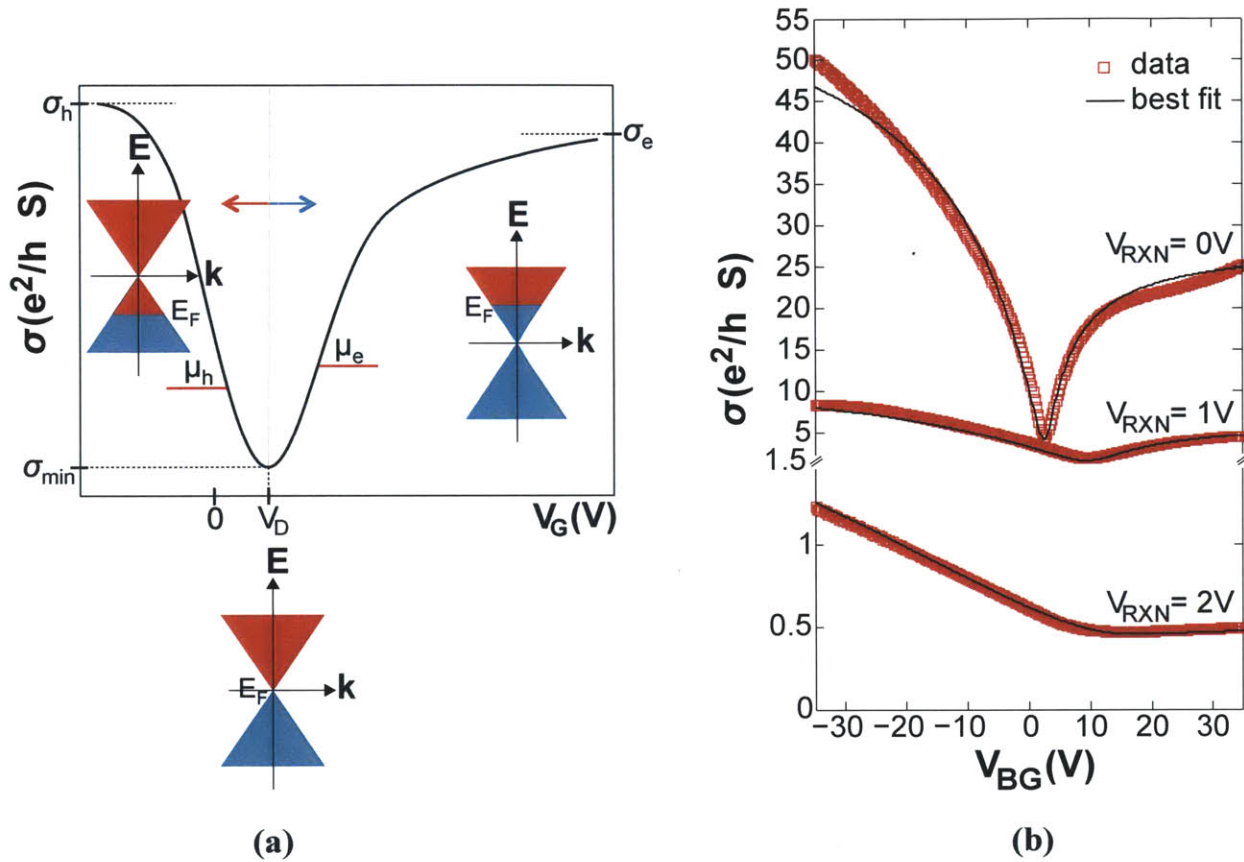 σh
σ(e²/h S)
E
k
EF
μh
μe
E
EF
k
σe
σmin
0
VD
VG(V)
E
EF
k
(a)
55
50
45
40
35
30
25
20
15
10
5
1.5
1
0.5
0
σ(e²/h S)
data
best fit
VRXN= 0V
VRXN= 1V
VRXN= 2V
−30 −20 −10 0 10 20 30
VBG(V)
(b)